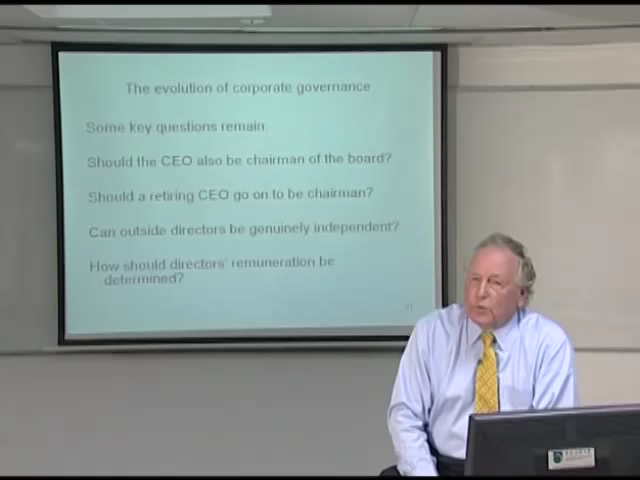 The evolution of corporate governance
Some key questions remain:
Should the CEO also be chairman of the board?
Should a retiring CEO go on to be chairman?
Can outside directors be genuinely independent?
How should directors' remuneration be
determined?